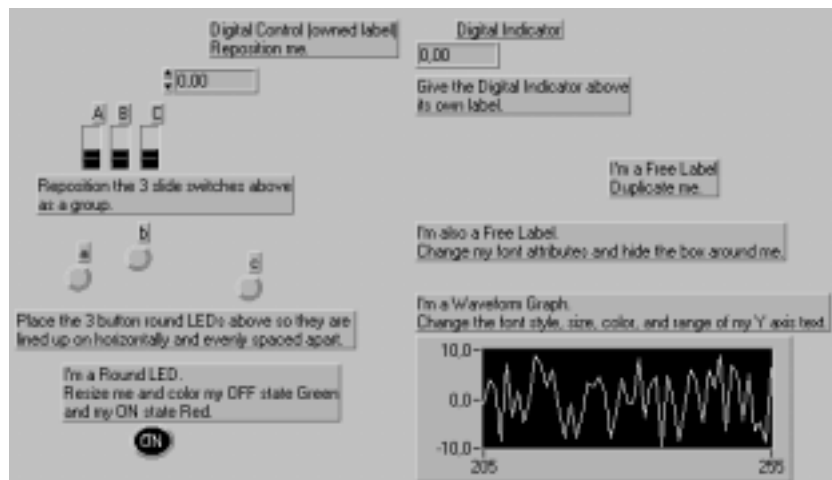 Digital Control (owned label)
Reposition me.
0.00
A B C
Reposition the 3 slide switches above
as a group.
a
b
c
Place the 3 button round LEDs above so they are
lined up on horizontally and evenly spaced apart.
I'm a Round LED.
Resize me and color my OFF state Green
and my ON state Red.
Digital Indicator
0,00
Give the Digital Indicator above
its own label.
I'm a Free Label
Duplicate me.
I'm also a Free Label.
Change my font attributes and hide the box around me.
I'm a Waveform Graph.
Change the font style, size, color, and range of my Y axis text.
10,0
0,0
-10,0
205
255